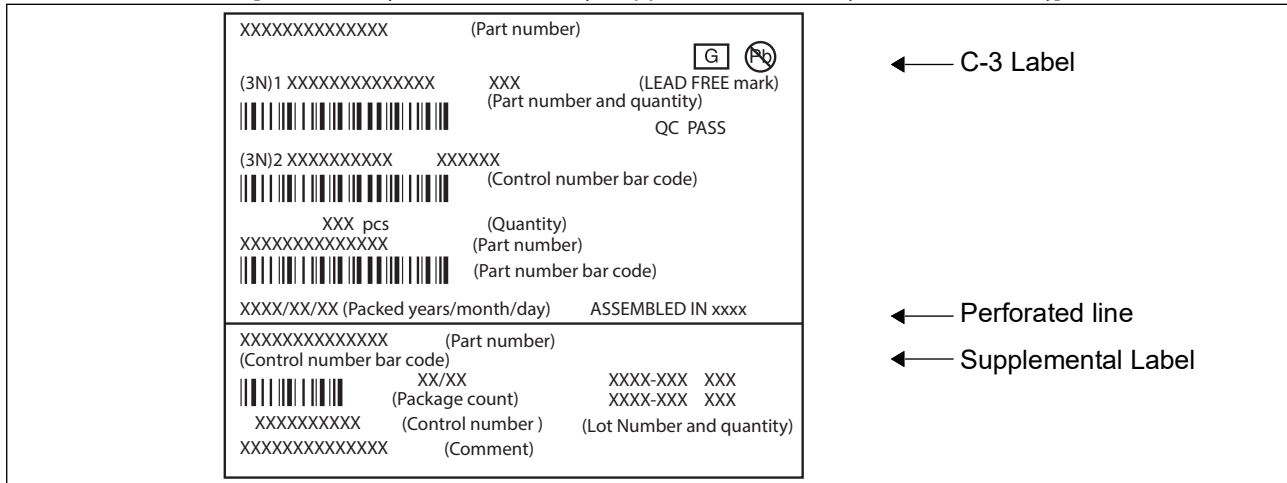 XXXXXXXXXXXXXX (Part number)
G Pb
C-3 Label
(3N)1 XXXXXXXXXXXXXX XXX (LEAD FREE mark)
(Part number and quantity)
QC PASS
(3N)2 XXXXXXXXXX XXXXXX
(Control number bar code)
XXX pcs (Quantity)
XXXXXXXXXXXXXX (Part number)
(Part number bar code)
XXXX/XX/XX (Packed years/month/day) ASSEMBLED IN xxxx
Perforated line
XXXXXXXXXXXXXX (Part number)
(Control number bar code)
Supplemental Label
XX/XX XXXX-XXX XXX
(Package count) XXXX-XXX XXX
XXXXXXXXXX (Control number ) (Lot Number and quantity)
XXXXXXXXXXXXXX (Comment)